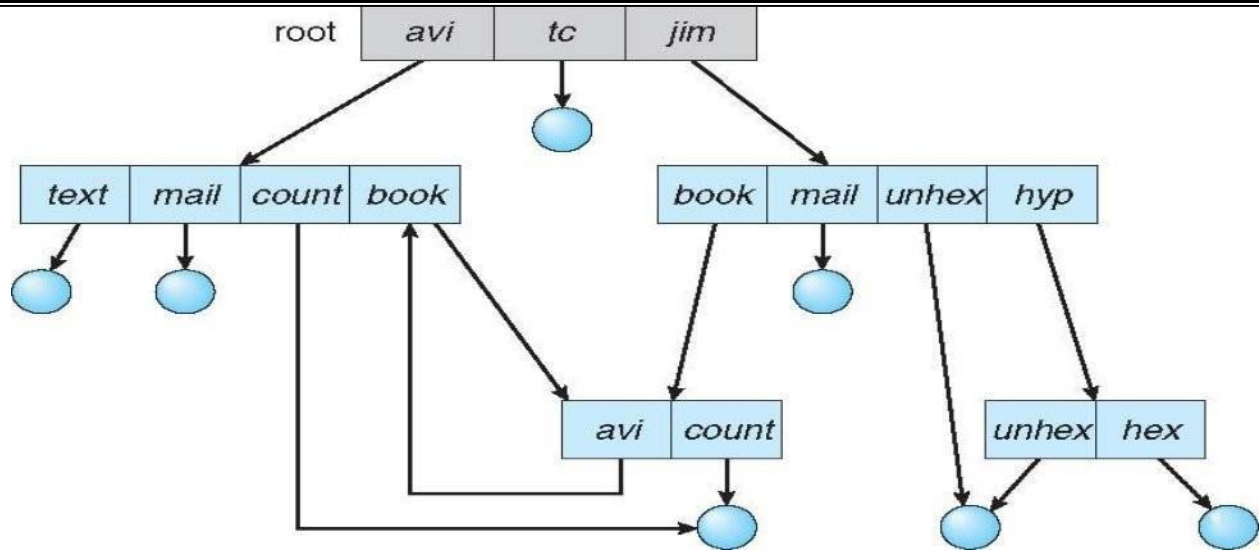 root avi tc jim
text mail count book book mail unhex hyp
avi count unhex hex